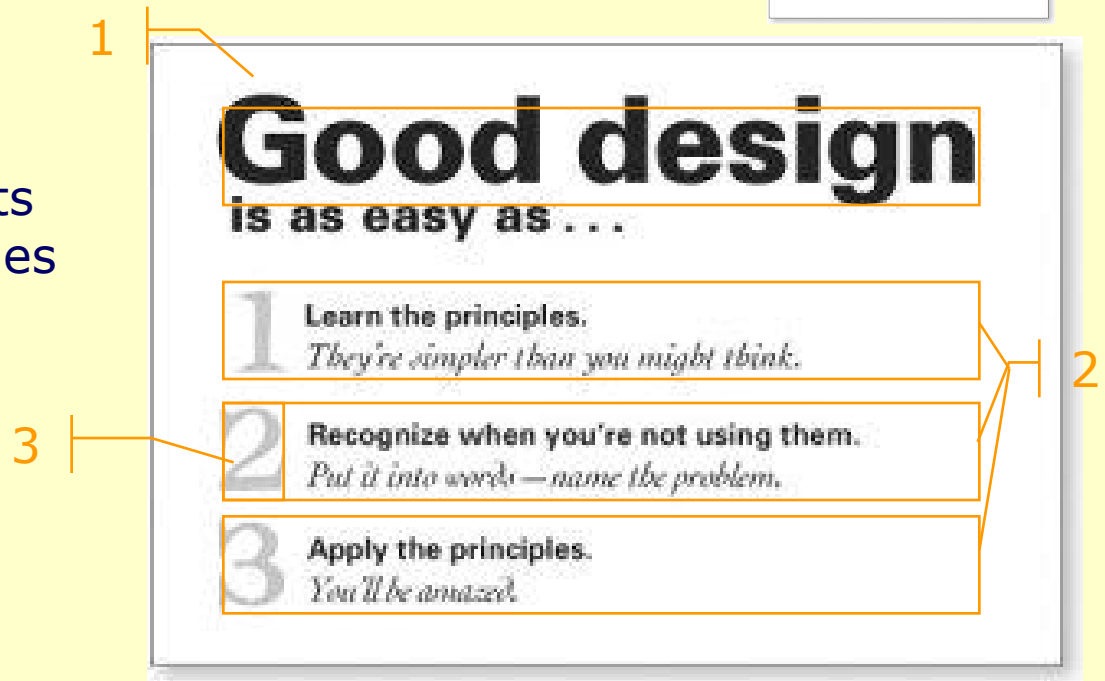 1
Good design
is as easy as . . .
ts
es
1 Learn the principles.
They're simpler than you might think.
2
3
2 Recognize when you're not using them.
Put it into words—name the problem.
3 Apply the principles.
You'll be amazed.